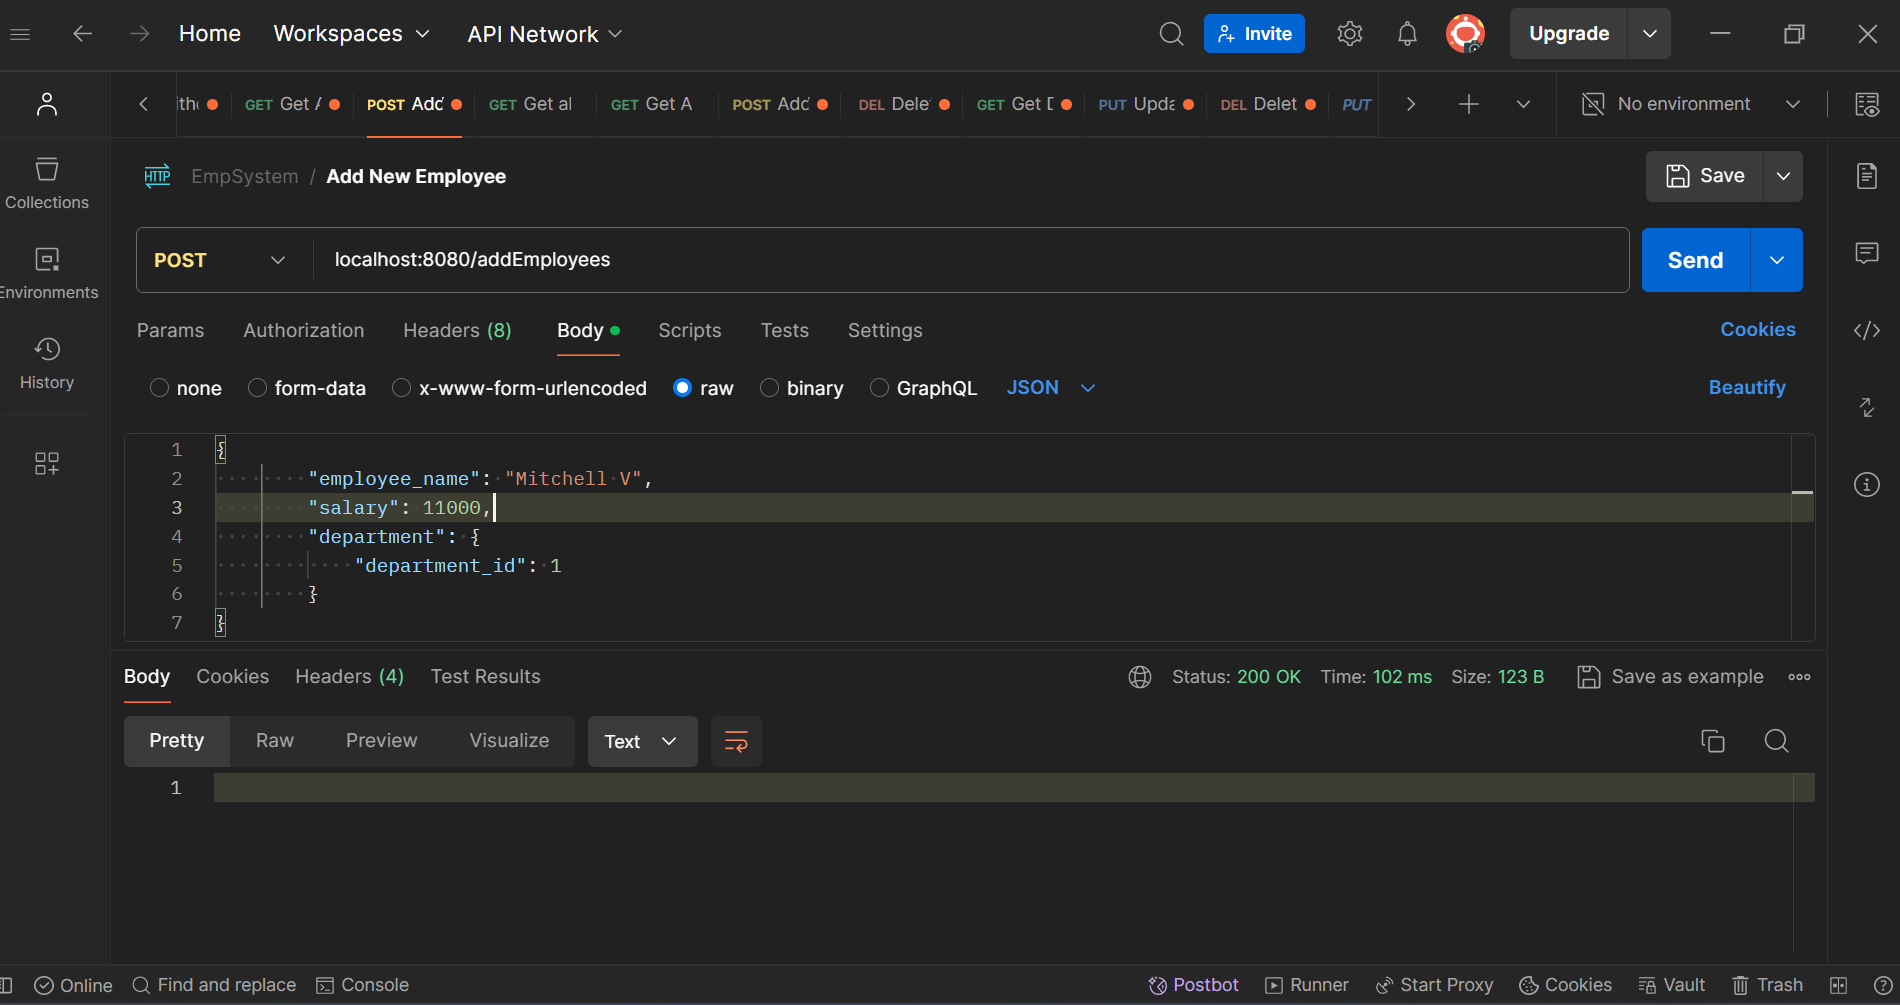 Home Workspaces API Network Invite Upgrade
GET Get POST Add GET Get al GET Get A POST Add DEL Dele GET Get PUT Upda DEL Delet PUT No environment
HTTP EmpSystem / Add New Employee Save
Collections
POST localhost:8080/addEmployees Send
Environments
Params Authorization Headers (8) Body Scripts Tests Settings Cookies
History
none form-data x-www-form-urlencoded raw binary GraphQL JSON Beautify
1 {
2 "employee_name": "Mitchell V",
3 "salary": 11000,
4 "department": {
5 "department_id": 1
6 }
7 }
Body Cookies Headers (4) Test Results Status: 200 OK Time: 102 ms Size: 123 B Save as example
Pretty Raw Preview Visualize Text
1
Online Find and replace Console Postbot Runner Start Proxy Cookies Vault Trash